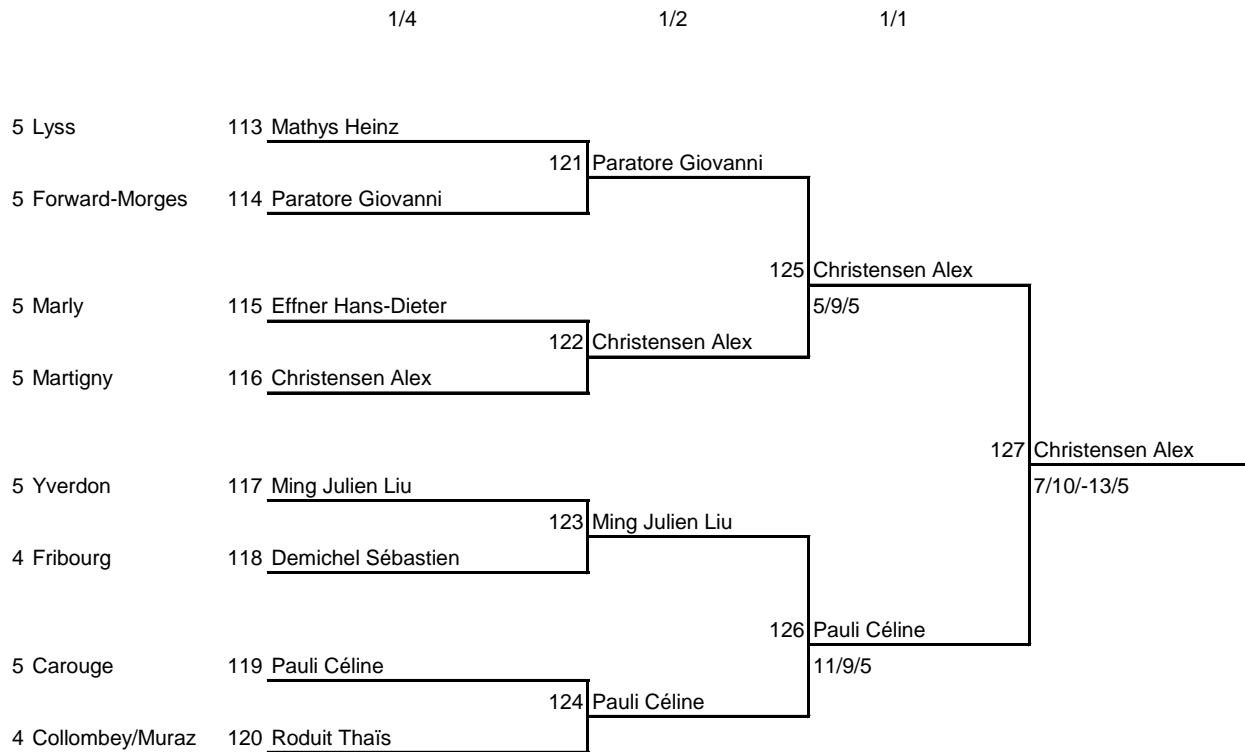 1/4 1/2 1/1
5 Lyss 113 Mathys Heinz
121 Paratore Giovanni
5 Forward-Morges 114 Paratore Giovanni
125 Christensen Alex
5 Marly 115 Effner Hans-Dieter 5/9/5
122 Christensen Alex
5 Martigny 116 Christensen Alex
127 Christensen Alex
5 Yverdon 117 Ming Julien Liu 7/10/-13/5
123 Ming Julien Liu
4 Fribourg 118 Demichel Sébastien
126 Pauli Céline
5 Carouge 119 Pauli Céline 11/9/5
124 Pauli Céline
4 Collombey/Muraz 120 Roduit Thaïs